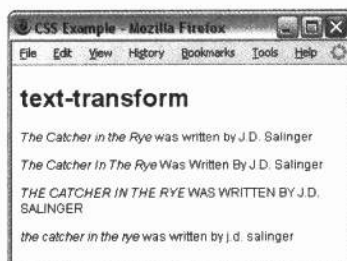 CSS Example - Mozilla Firefox
File Edit View History Bookmarks Tools Help
text-transform
The Catcher in the Rye was written by J.D. Salinger
The Catcher In The Rye Was Written By J.D. Salinger
THE CATCHER IN THE RYE WAS WRITTEN BY J.D.
SALINGER
the catcher in the rye was written by j.d. salinger